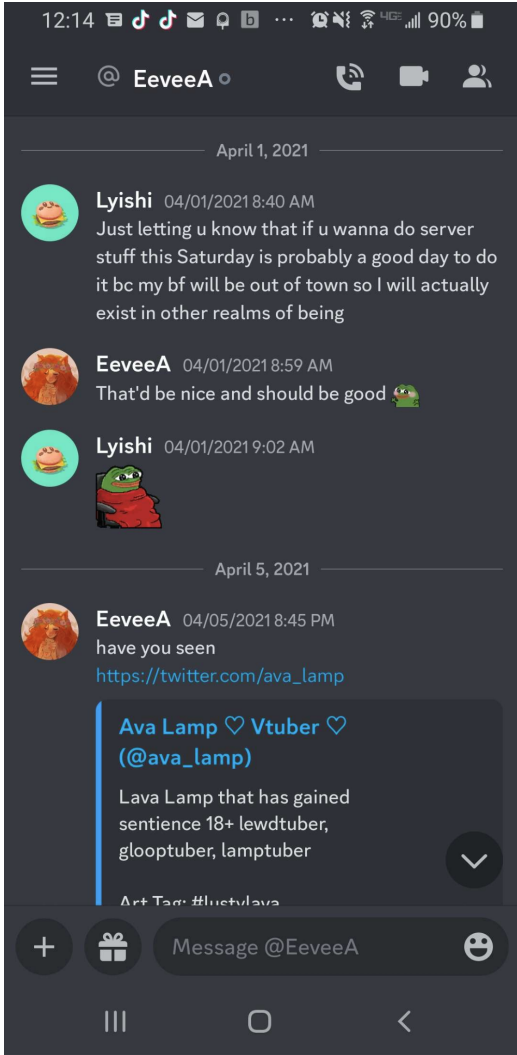 12:14 90%
@ EeveeA
April 1, 2021
Lyishi 04/01/2021 8:40 AM
Just letting u know that if u wanna do server
stuff this Saturday is probably a good day to do
it bc my bf will be out of town so I will actually
exist in other realms of being
EeveeA 04/01/2021 8:59 AM
That'd be nice and should be good
Lyishi 04/01/2021 9:02 AM
April 5, 2021
EeveeA 04/05/2021 8:45 PM
have you seen
https://twitter.com/ava_lamp
Ava Lamp ♡ Vtuber ♡
(@ava_lamp)
Lava Lamp that has gained
sentience 18+ lewdtuber,
glooptuber, lamptuber
Art Tag: #lustylava
Message @EeveeA